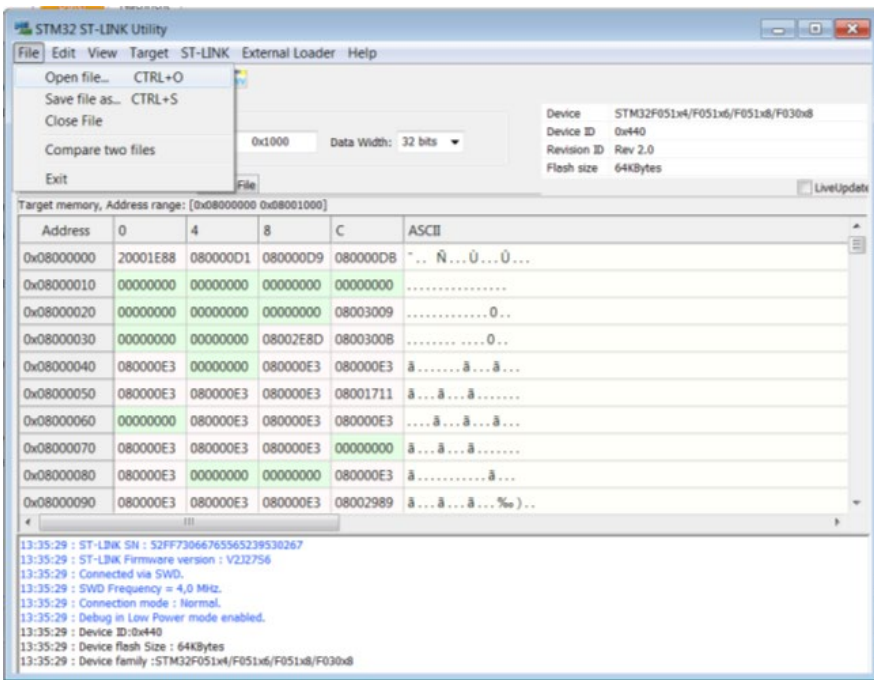 STM32 ST-LINK Utility
File Edit View Target ST-LINK External Loader Help
Open file... CTRL+O
Save file as... CTRL+S
Close File
Compare two files
Exit
0x1000 Data Width: 32 bits
Device STM32F051x4/F051x6/F051x8/F030x8
Device ID 0x440
Revision ID Rev 2.0
Flash size 64KBytes
File
LiveUpdate
Target memory, Address range: [0x08000000 0x08001000]
Address 0 4 8 C ASCII
0x08000000 20001E88 080000D1 080000D9 080000DB ¯.. Ñ...Ù...Û...
0x08000010 00000000 00000000 00000000 00000000 ................
0x08000020 00000000 00000000 00000000 08003009 .............0..
0x08000030 00000000 00000000 08002E8D 0800300B ........ ....0..
0x08000040 080000E3 00000000 080000E3 080000E3 ã.......ã...ã...
0x08000050 080000E3 080000E3 080000E3 08001711 ã...ã...ã.......
0x08000060 00000000 080000E3 080000E3 080000E3 ....ã...ã...ã...
0x08000070 080000E3 080000E3 080000E3 00000000 ã...ã...ã.......
0x08000080 080000E3 00000000 00000000 080000E3 ã...........ã...
0x08000090 080000E3 080000E3 080000E3 08002989 ã...ã...ã...‰)..
13:35:29 : ST-LINK SN : 52FF73066765565239530267
13:35:29 : ST-LINK Firmware version : V2J27S6
13:35:29 : Connected via SWD.
13:35:29 : SWD Frequency = 4,0 MHz.
13:35:29 : Connection mode : Normal.
13:35:29 : Debug in Low Power mode enabled.
13:35:29 : Device ID:0x440
13:35:29 : Device flash Size : 64KBytes
13:35:29 : Device family :STM32F051x4/F051x6/F051x8/F030x8